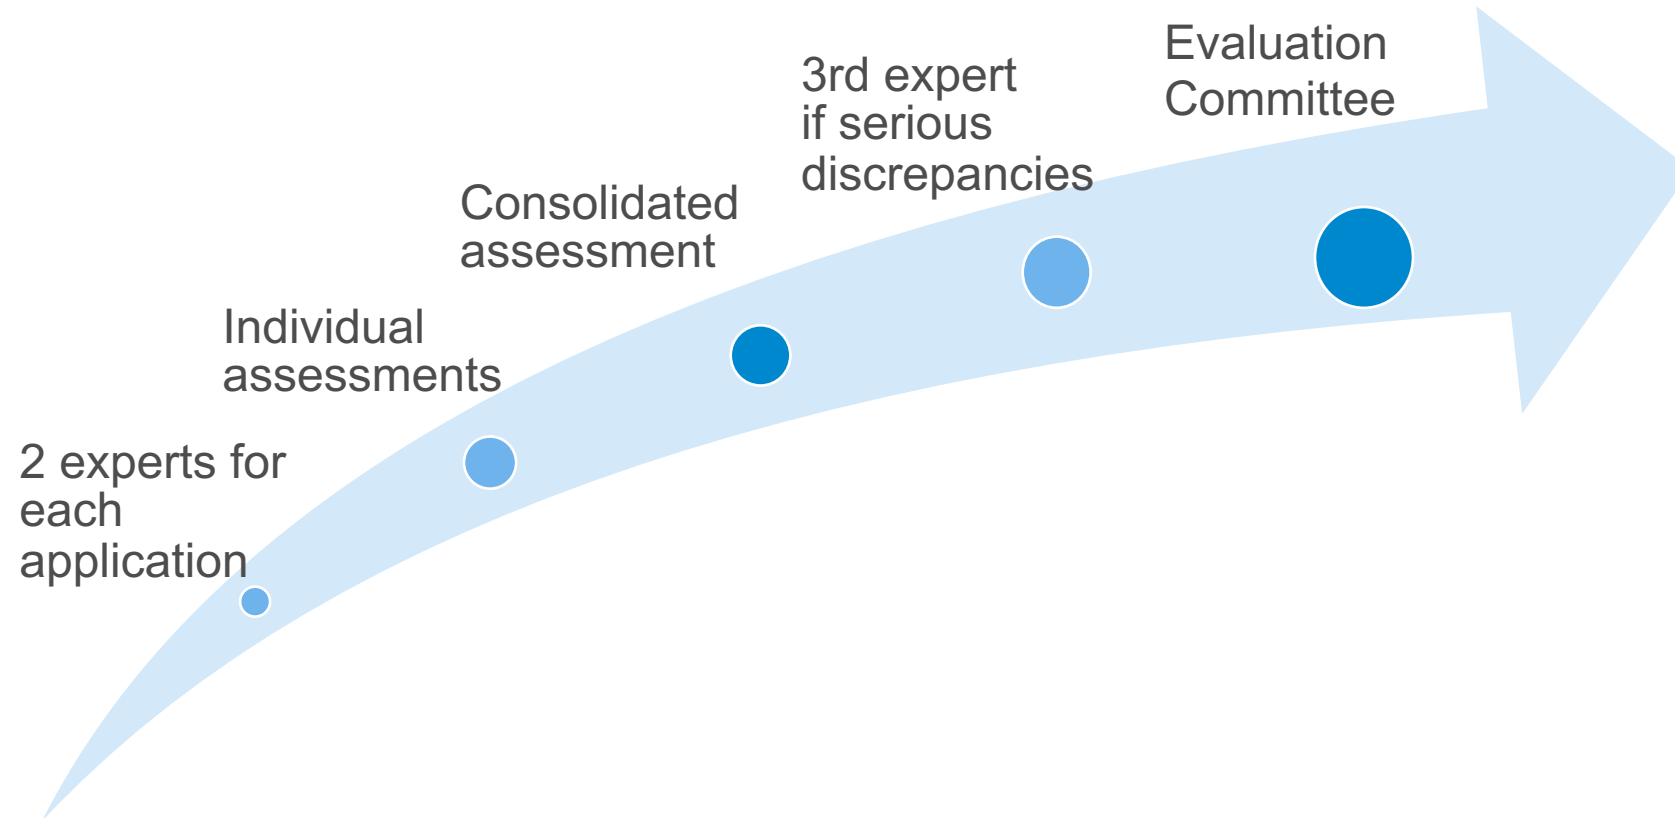 2 experts for
each
application
Individual
assessments
Consolidated
assessment
3rd expert
if serious
discrepancies
Evaluation
Committee